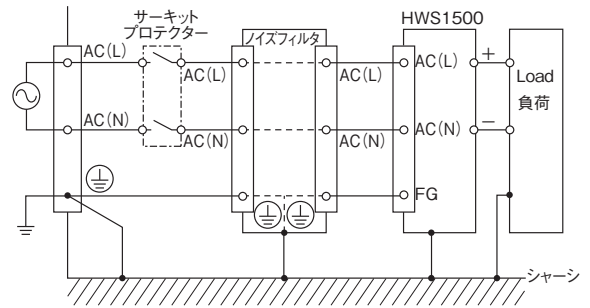 サーキット
プロテクター
ノイズフィルタ
HWS1500
AC(L)
AC(L)
AC(L)
AC(L)
+
Load
負荷
AC(N)
AC(N)
AC(N)
AC(N)
−
FG
シャーシ